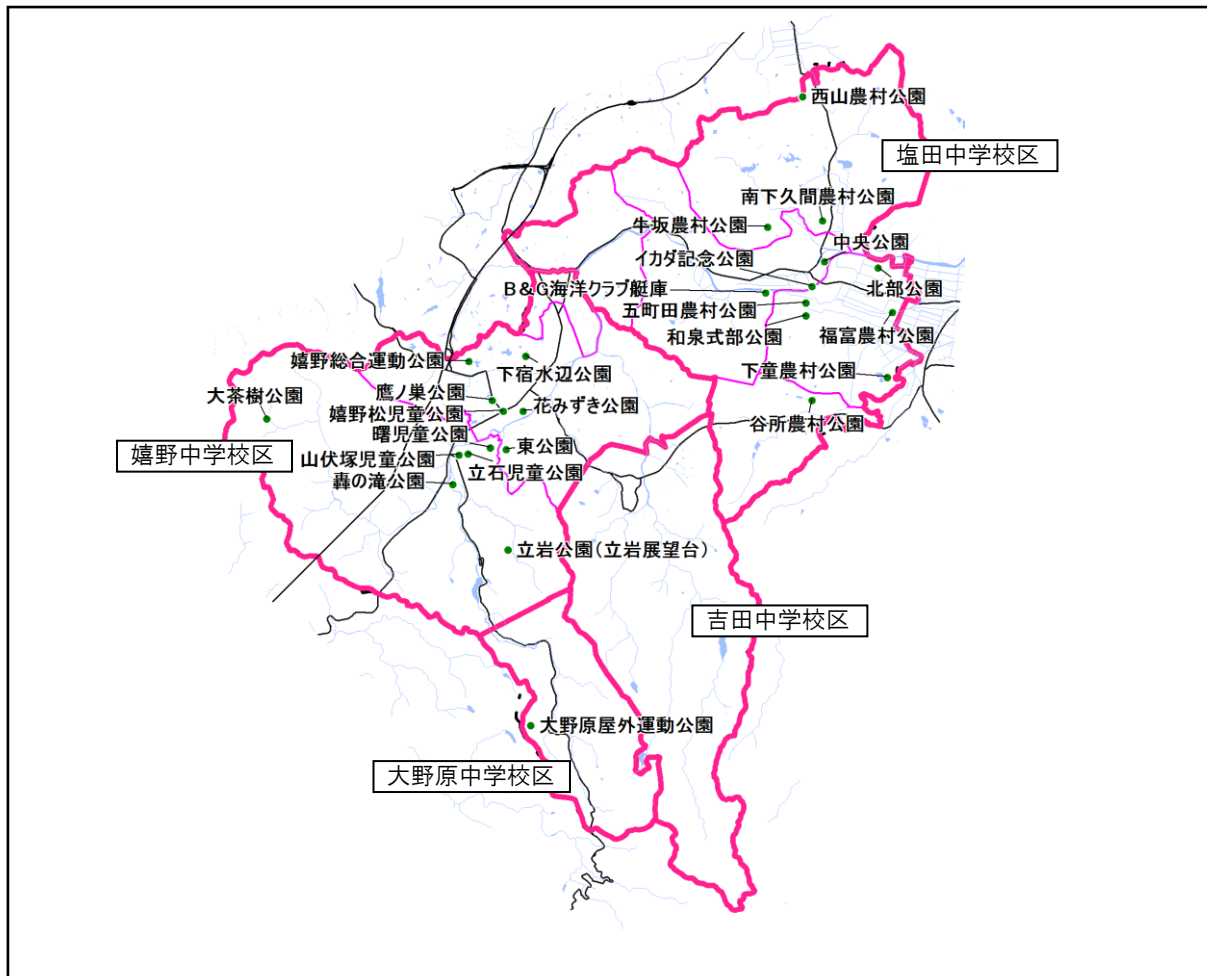 西山農村公園
塩田中学校区
南下久間農村公園
牛坂農村公園
中央公園
イカダ記念公園
北部公園
B&G海洋クラブ艇庫
五町田農村公園
和泉式部公園
福富農村公園
嬉野総合運動公園
下宿水辺公園
下童農村公園
大茶樹公園
鷹ノ巣公園
嬉野松児童公園
花みずき公園
谷所農村公園
曙児童公園
東公園
嬉野中学校区
山伏塚児童公園
立石児童公園
轟の滝公園
立岩公園(立岩展望台)
吉田中学校区
大野原屋外運動公園
大野原中学校区